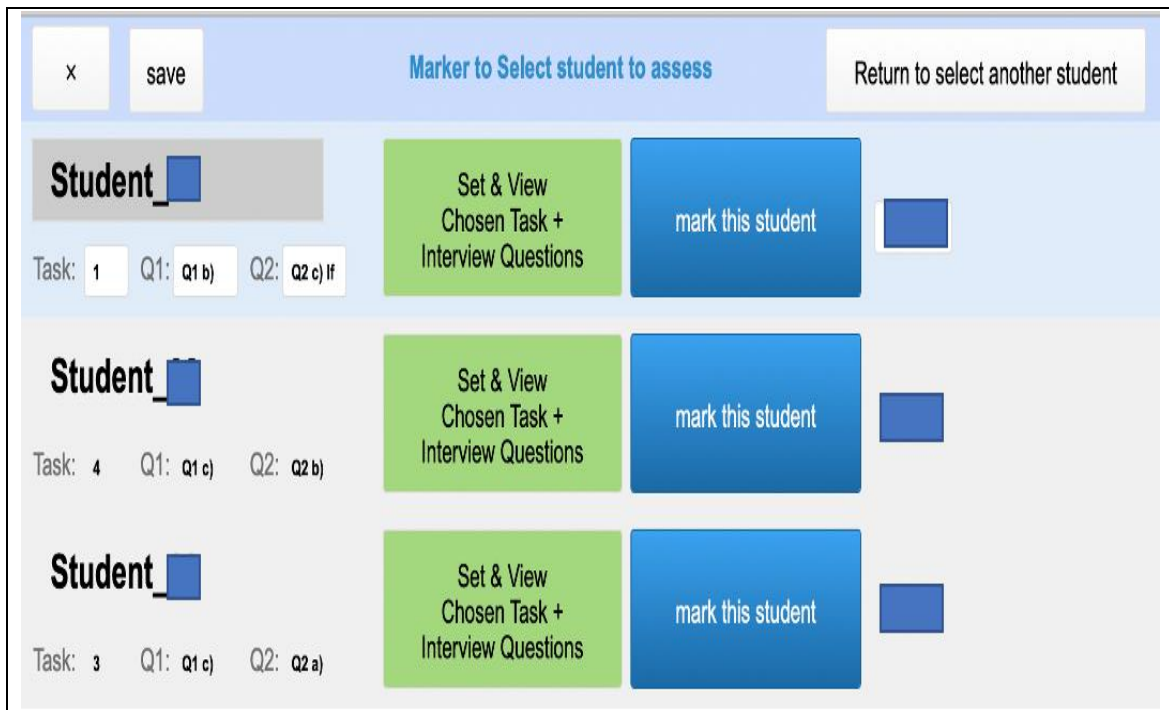 ×
save
Marker to Select student to assess
Return to select another student
Student_
Set & View
Chosen Task +
Interview Questions
mark this student
Task: 1 Q1: Q1 b) Q2: Q2 c) If
Student_
Set & View
Chosen Task +
Interview Questions
mark this student
Task: 4 Q1: Q1 c) Q2: Q2 b)
Student_
Set & View
Chosen Task +
Interview Questions
mark this student
Task: 3 Q1: Q1 c) Q2: Q2 a)